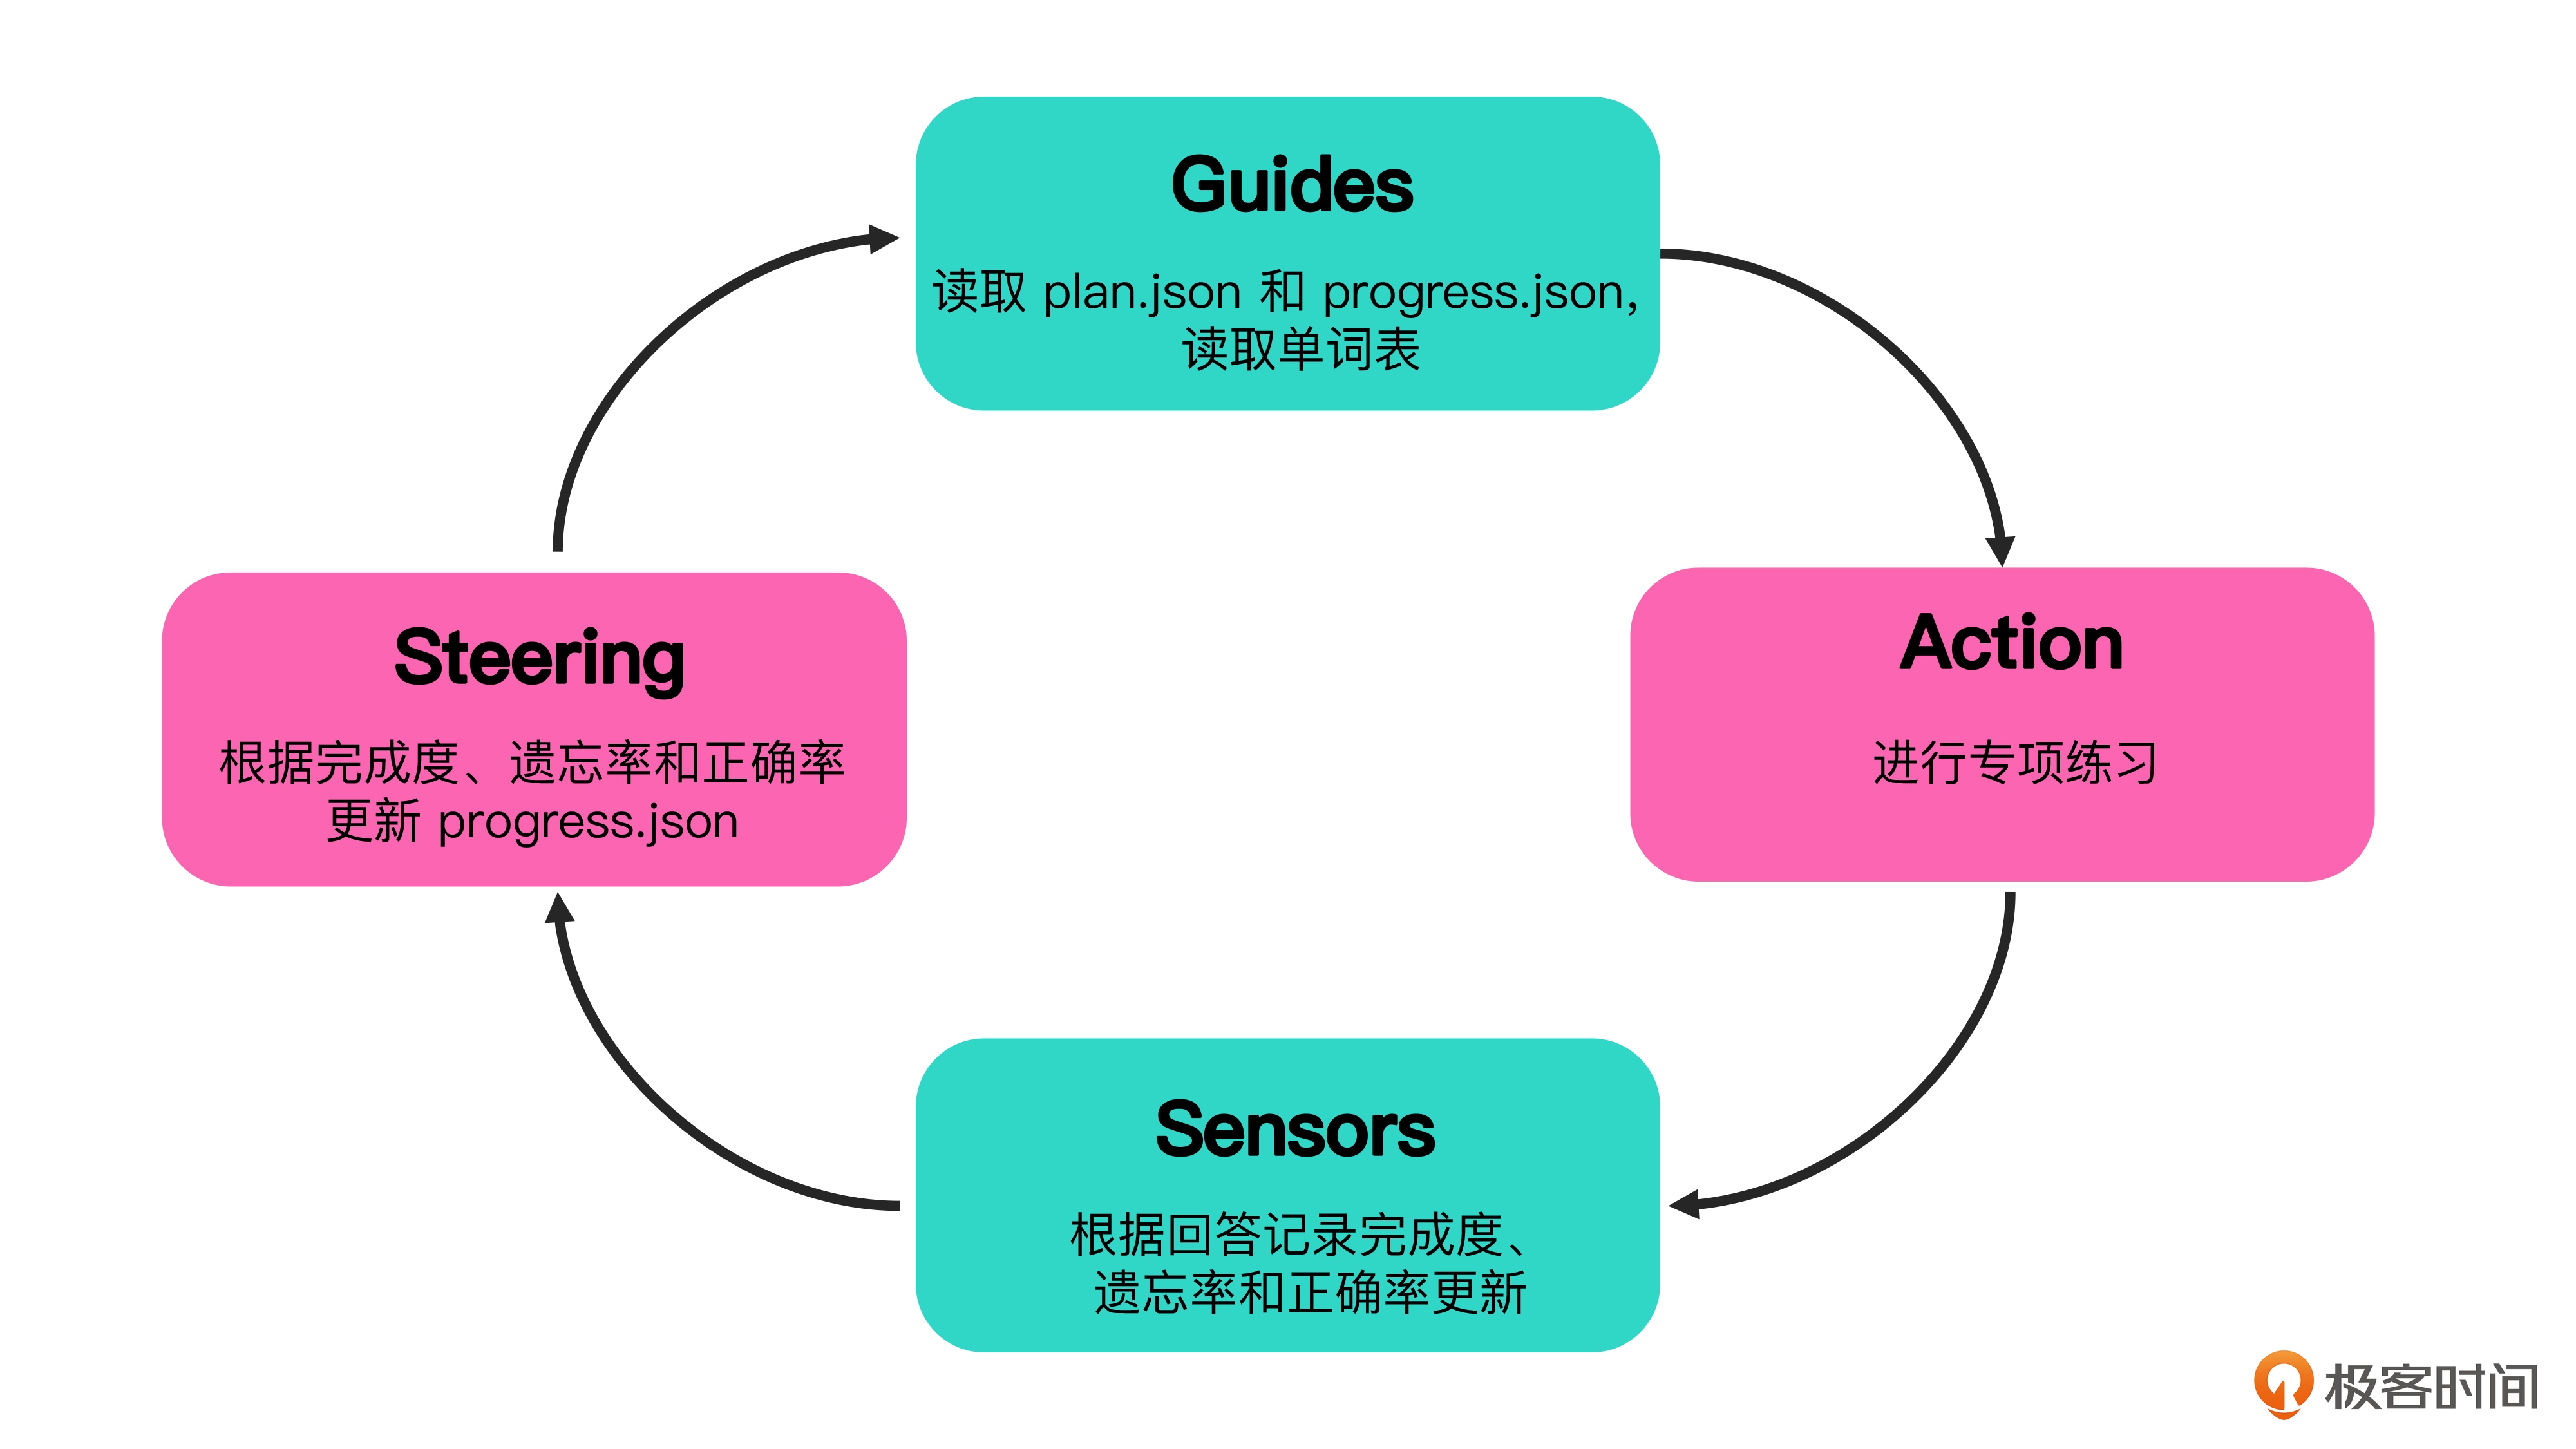 Guides
读取 plan.json 和 progress.json，
读取单词表
Steering
根据完成度、遗忘率和正确率
更新 progress.json
Action
进行专项练习
Sensors
根据回答记录完成度、
遗忘率和正确率更新
极客时间